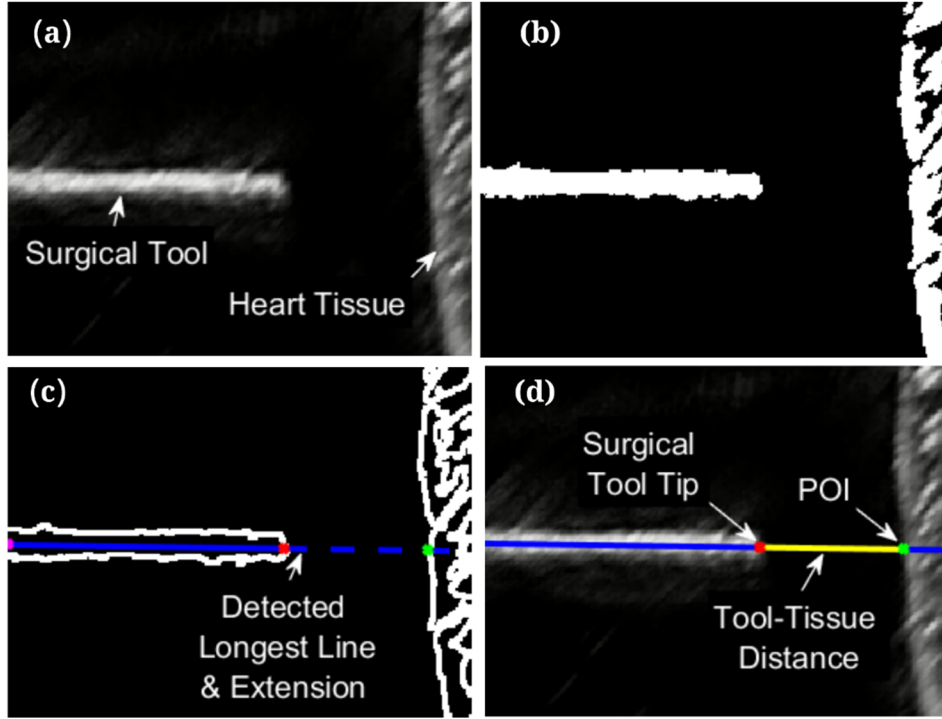 (a)
Surgical Tool
Heart Tissue
(b)
(c)
Detected
Longest Line
& Extension
(d)
Surgical
Tool Tip
POI
Tool-Tissue
Distance